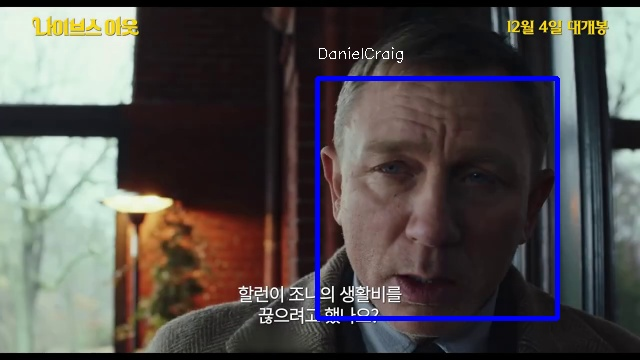 나이브스 아웃
12월 4일 대개봉
DanielCraig
할런이 조니의 생활비를
끊으려고 했나요?